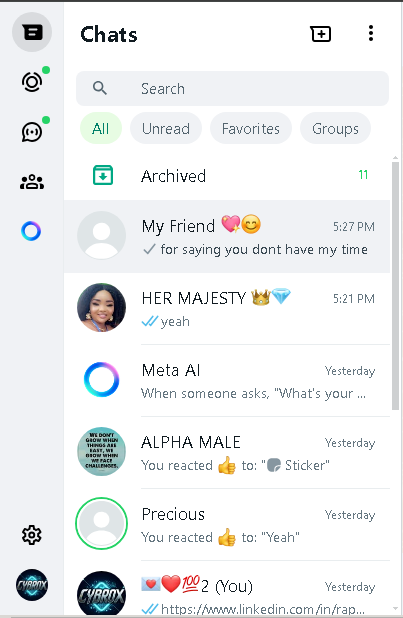 Chats
Search
All Unread Favorites Groups
Archived 11
My Friend 💖😊 5:27 PM
for saying you dont have my time
HER MAJESTY 👑💎 5:21 PM
yeah
Meta AI Yesterday
When someone asks, "What's your ...
ALPHA MALE Yesterday
You reacted 👍 to: "Sticker"
WE DON'T
GROW WHEN
THINGS ARE
EASY, WE
GROW WHEN
WE FACE
CHALLENGES.
Precious Yesterday
You reacted 👍 to: "Yeah"
💌❤️💯2 (You) Yesterday
https://www.linkedin.com/in/rap...
CYBROX
CYBROX